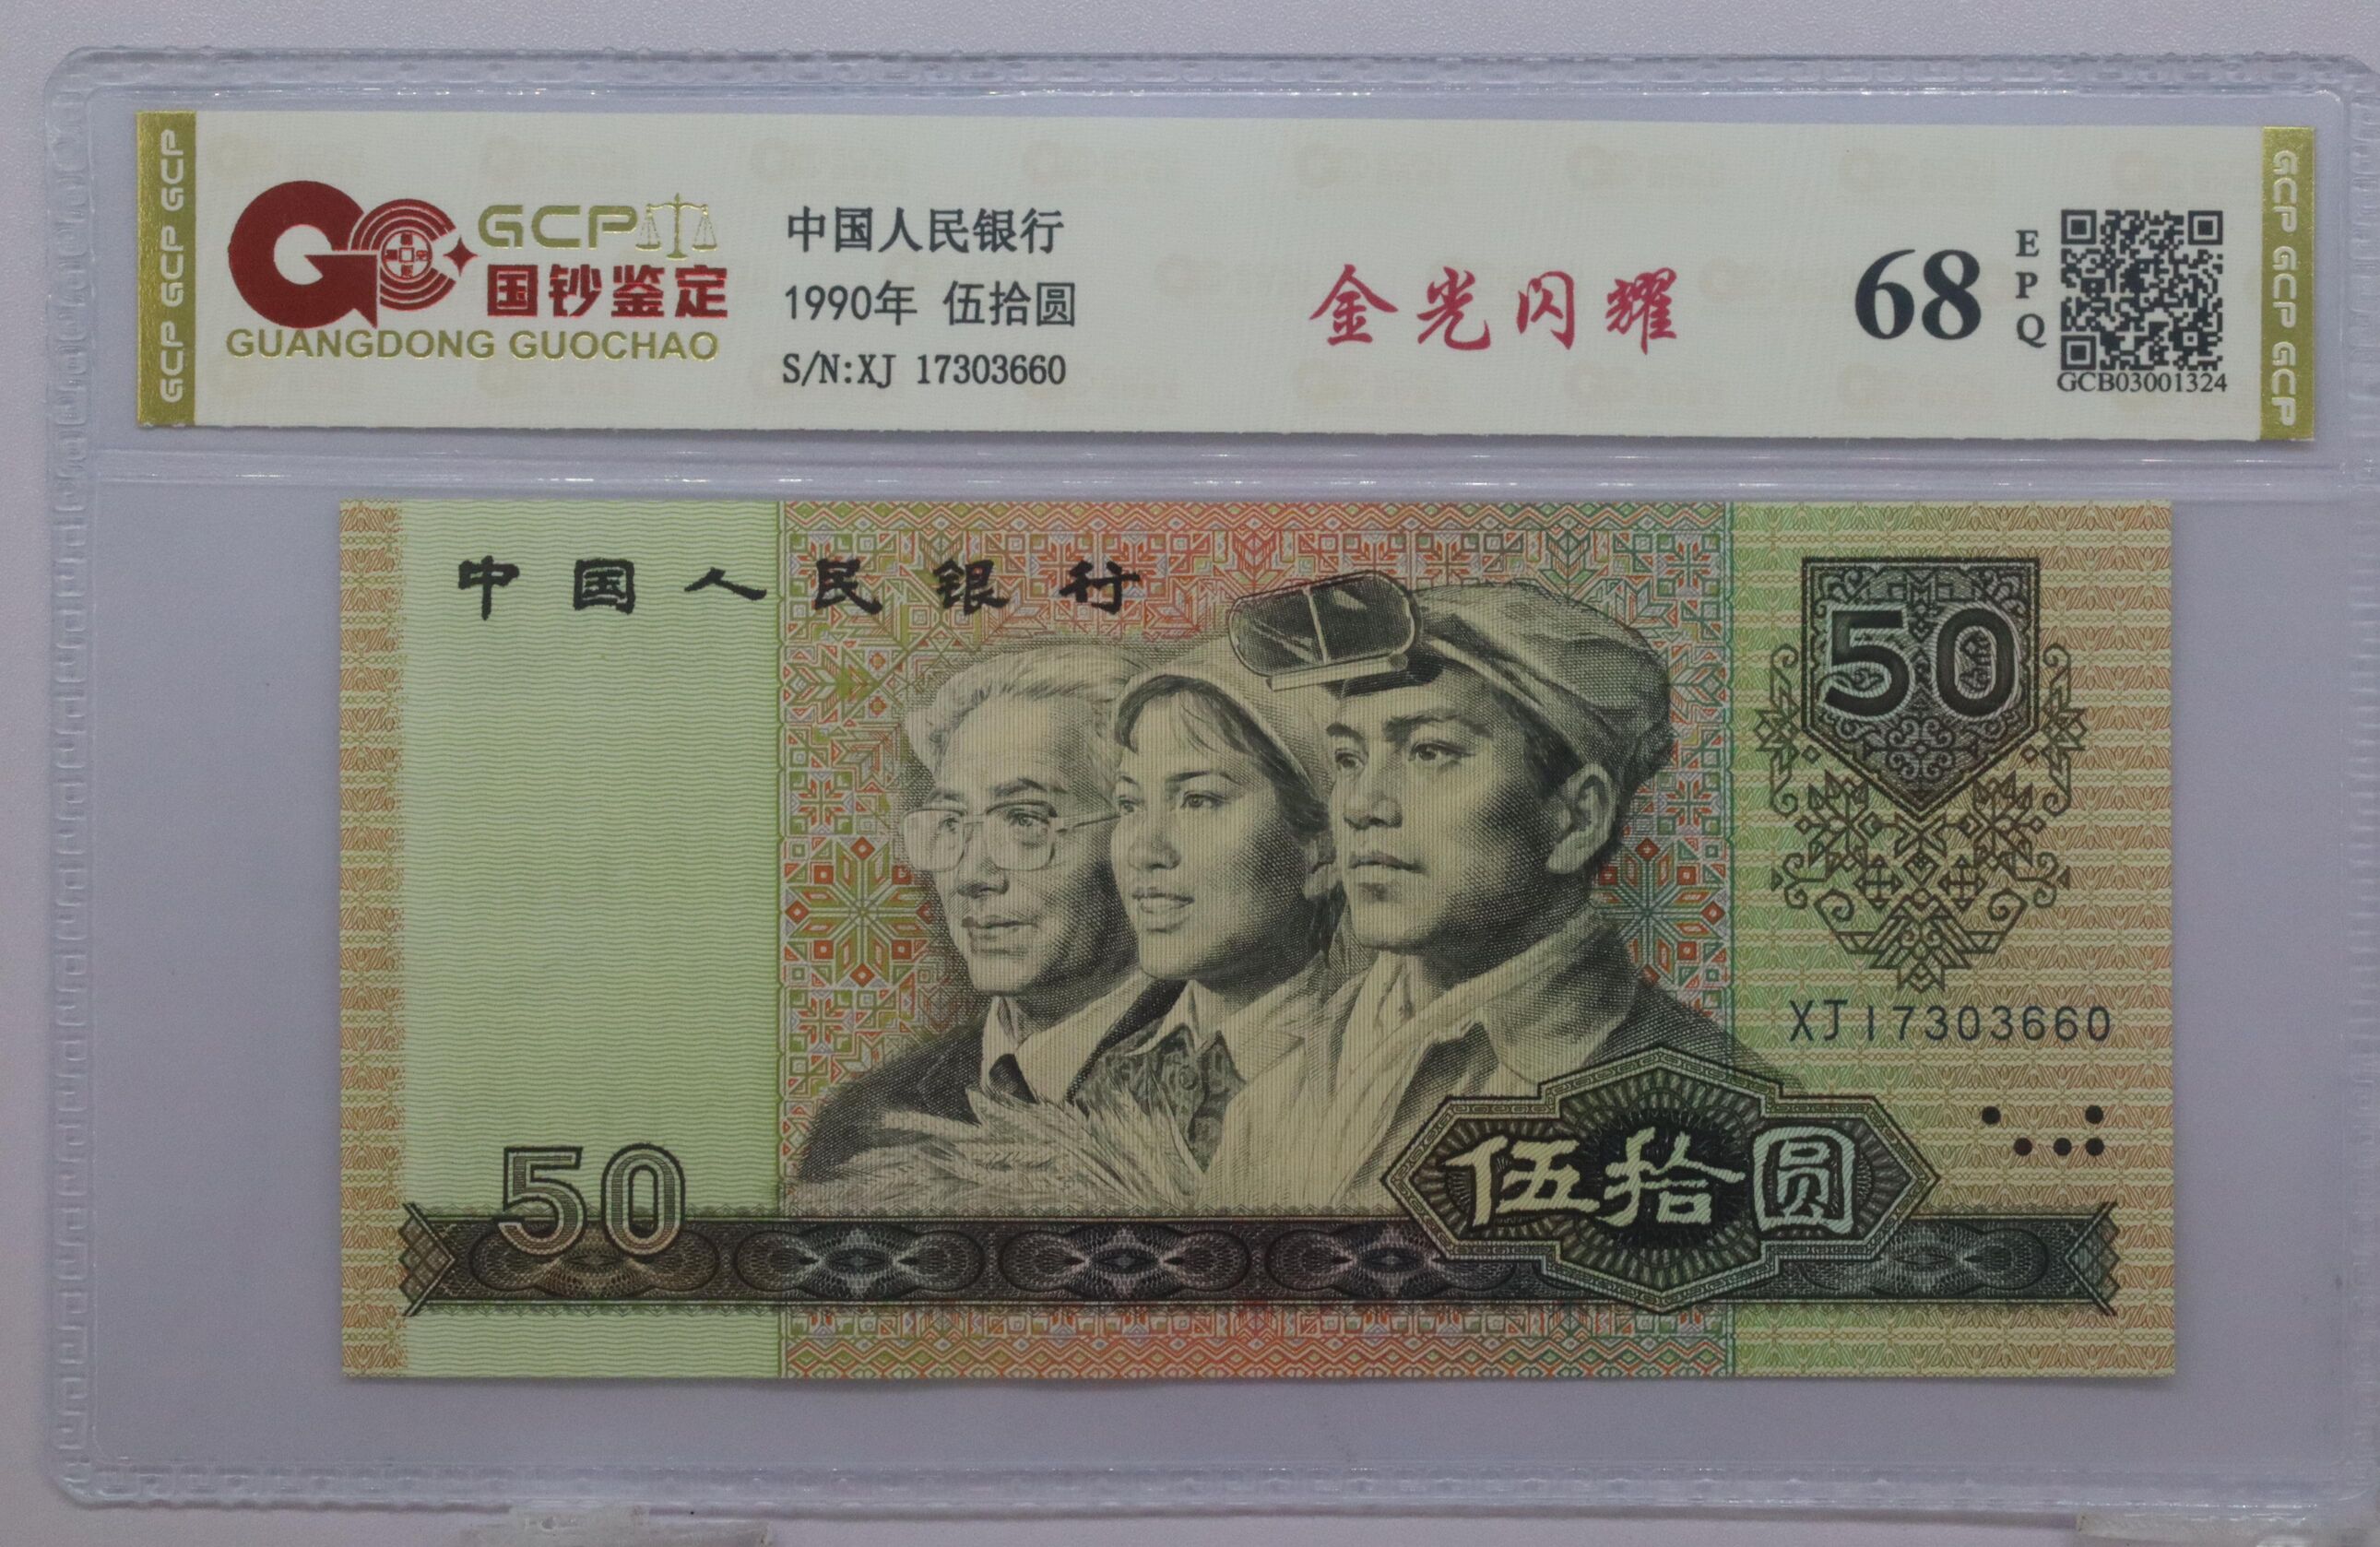 GCP GCP GCP
GCP
国钞鉴定
GUANGDONG GUOCHAO
中国人民银行
1990年 伍拾圆
S/N:XJ 17303660
金光闪耀
68
EPQ
GCB03001324
GCP GCP GCP GCP
中国人民银行
50
XJ17303660
50
伍拾圆